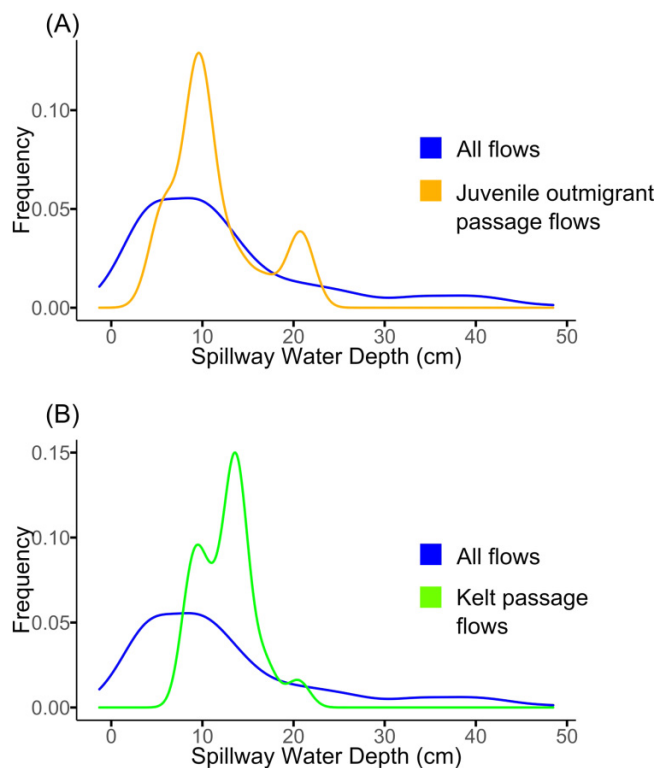 (A)
Frequency
0.10
0.05
0.00
0 10 20 30 40 50
Spillway Water Depth (cm)
All flows
Juvenile outmigrant
passage flows
(B)
Frequency
0.15
0.10
0.05
0.00
0 10 20 30 40 50
Spillway Water Depth (cm)
All flows
Kelt passage
flows